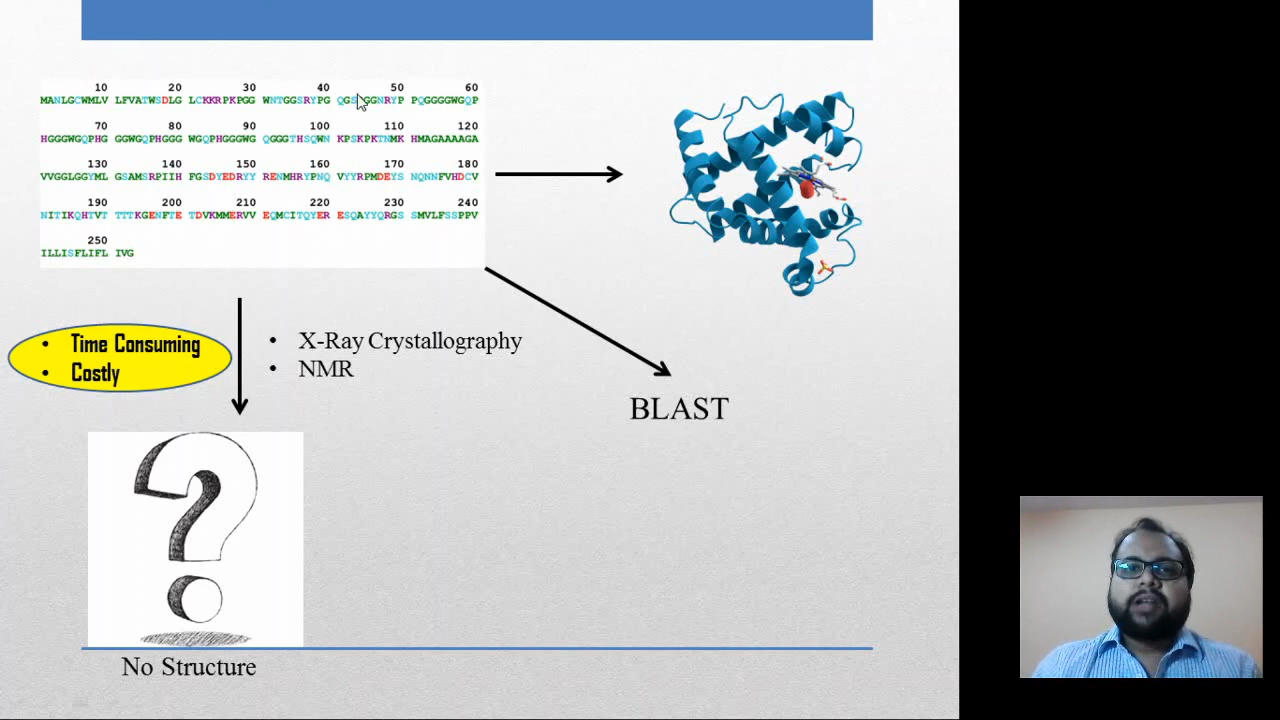 10 20 30 40 50 60
MANLGCWMLV LFVATWSDLG LCKKRPKPGG WNTGGSRYPG QGS GGNRYP PQGGGGWGQP
70 80 90 100 110 120
HGGGWGQPHG GGWGQPHGGG WGQPHGGGWG QGGGTHSQWN KPSKPKTNMK HMAGAAAAGA
130 140 150 160 170 180
VVGGLGGYML GSAMSRPIIH FGSDYEDRYY RENMHRYPNQ VYYRPMDEYS NQNNFVHDCV
190 200 210 220 230 240
NITIKQHTVT TTTKGENFTE TDVKMMERVV EQMCITQYER ESQAYYQRGS SMVLFSSPPV
250
ILLISFLIFL IVG
• Time Consuming
• Costly
• X-Ray Crystallography
• NMR
BLAST
No Structure